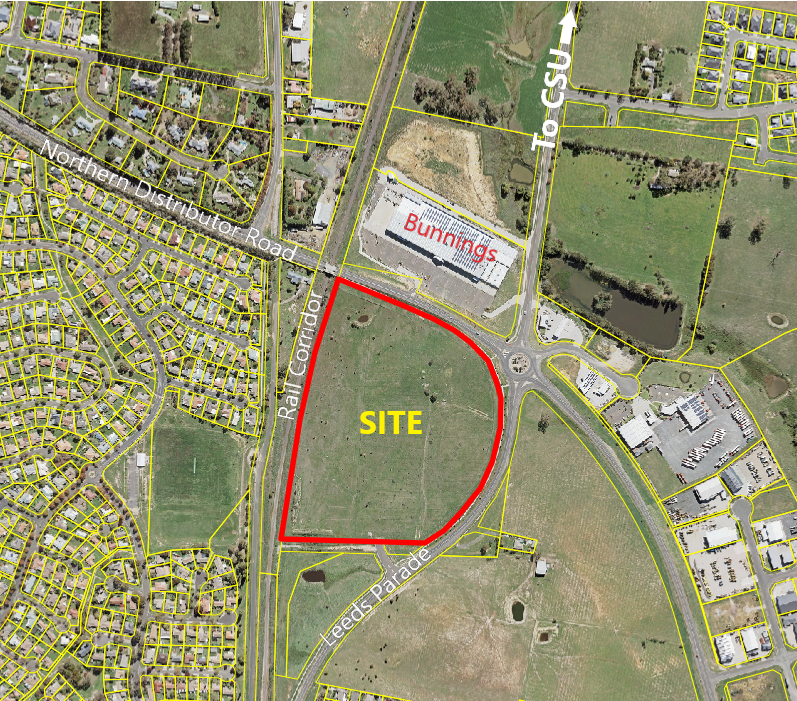 To CSU
Northern Distributor Road
Bunnings
Rail Corridor
SITE
Leeds Parade